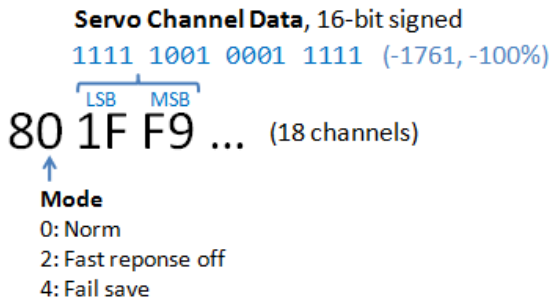 Servo Channel Data, 16-bit signed
1111 1001 0001 1111 (-1761, -100%)
LSB MSB
80 1F F9 ... (18 channels)
Mode
0: Norm
2: Fast reponse off
4: Fail save